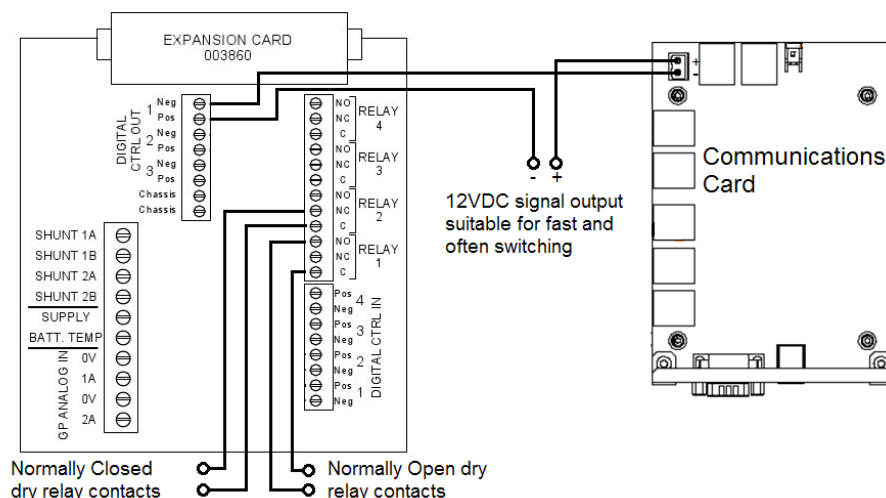 EXPANSION CARD
003860
DIGITAL
CTRL OUT
1
Neg
Pos
2
Neg
Pos
3
Neg
Pos
Chassis
Chassis
NO
NC
C
RELAY
4
NO
NC
C
RELAY
3
NO
NC
C
RELAY
2
NO
NC
C
RELAY
1
SHUNT 1A
SHUNT 1B
SHUNT 2A
SHUNT 2B
SUPPLY
BATT. TEMP
GP ANALOG IN
0V
1A
0V
2A
Pos
Neg
4
Pos
Neg
3
Pos
Neg
2
Pos
Neg
1
DIGITAL CTRL IN
+
-
Communications
Card
- +
12VDC signal output
suitable for fast and
often switching
Normally Closed
dry relay contacts
Normally Open dry
relay contacts